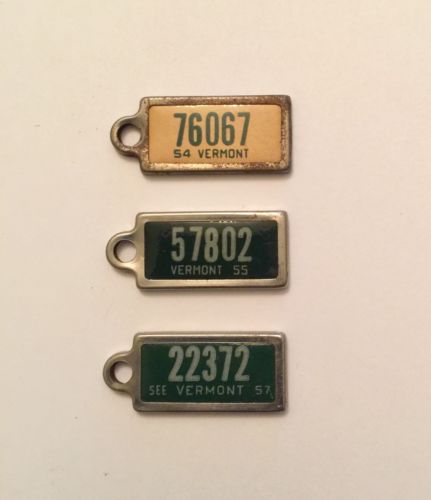 76067
54 VERMONT
57802
VERMONT 55
22372
SEE VERMONT 57